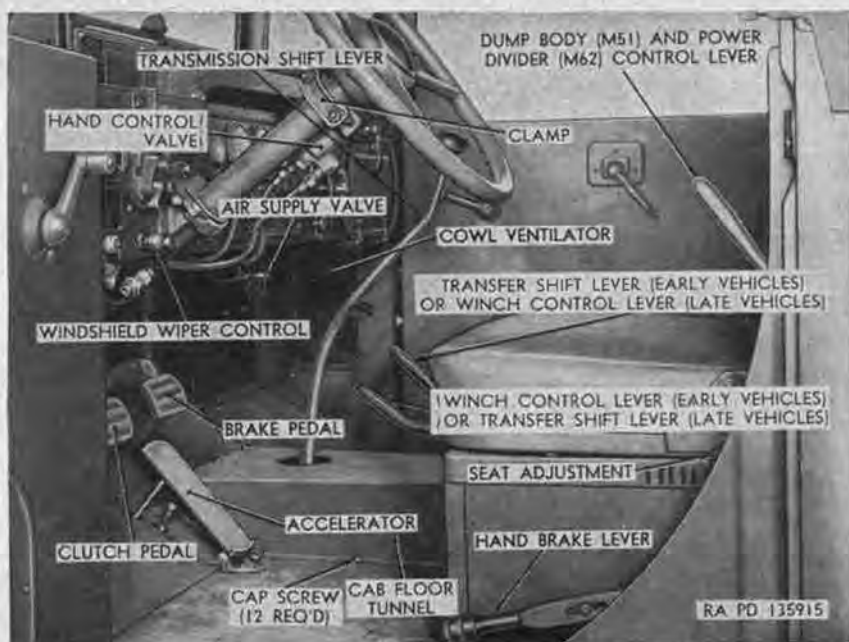 TRANSMISSION SHIFT LEVER
DUMP BODY (M51) AND POWER
DIVIDER (M62) CONTROL LEVER
HAND CONTROL
VALVE
CLAMP
AIR SUPPLY VALVE
COWL VENTILATOR
TRANSFER SHIFT LEVER (EARLY VEHICLES)
OR WINCH CONTROL LEVER (LATE VEHICLES)
WINDSHIELD WIPER CONTROL
WINCH CONTROL LEVER (EARLY VEHICLES)
OR TRANSFER SHIFT LEVER (LATE VEHICLES)
BRAKE PEDAL
SEAT ADJUSTMENT
ACCELERATOR
CLUTCH PEDAL
HAND BRAKE LEVER
CAP SCREW
(12 REQ'D)
CAB FLOOR
TUNNEL
RA PD 135915